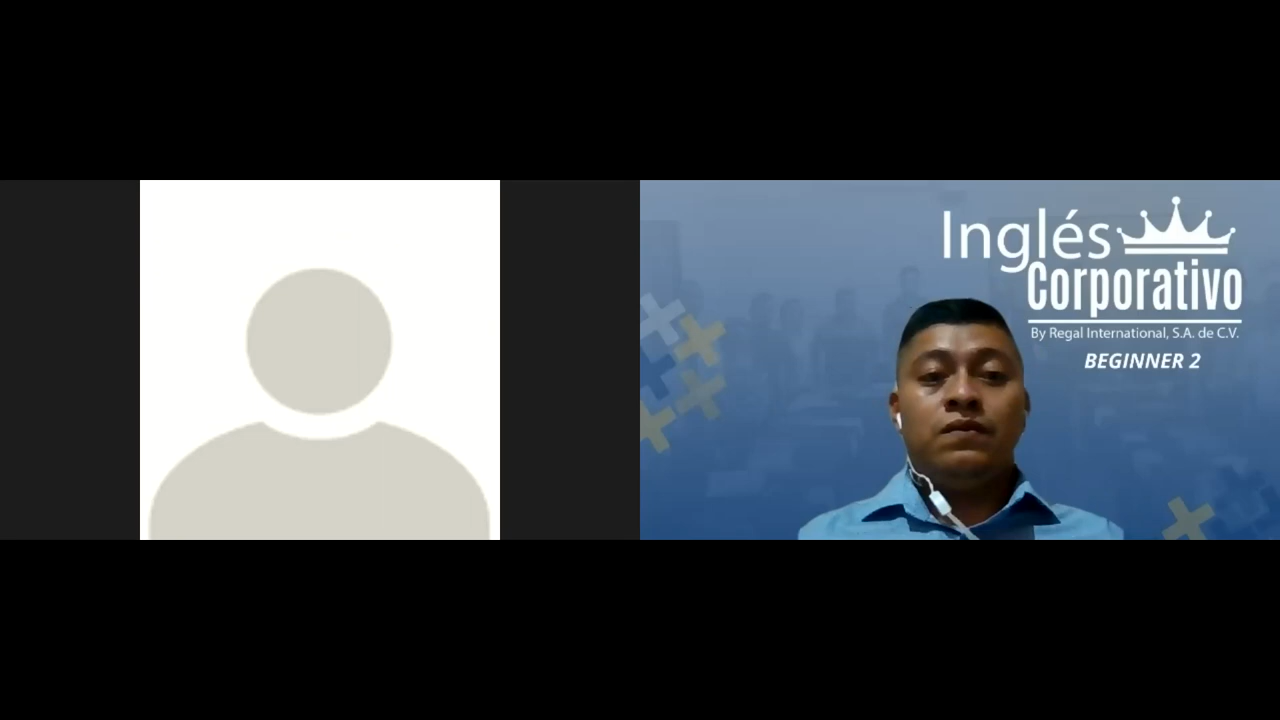 Inglés
Corporativo
By Regal International, S.A. de C.V.
BEGINNER 2